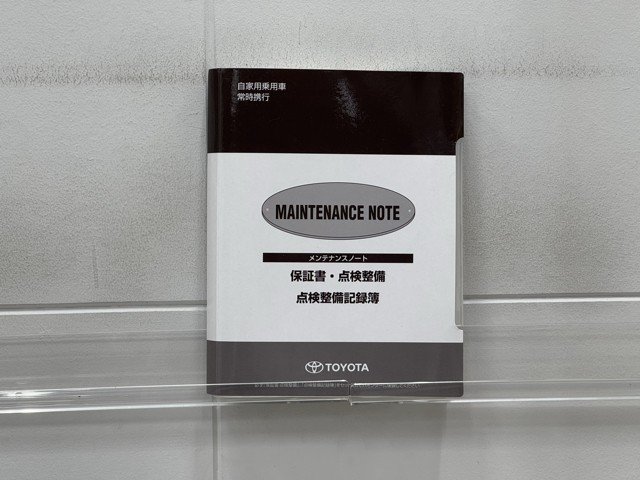 自家用乗用車
常時携行
MAINTENANCE NOTE
メンテナンスノート
保証書・点検整備
点検整備記録簿
TOYOTA